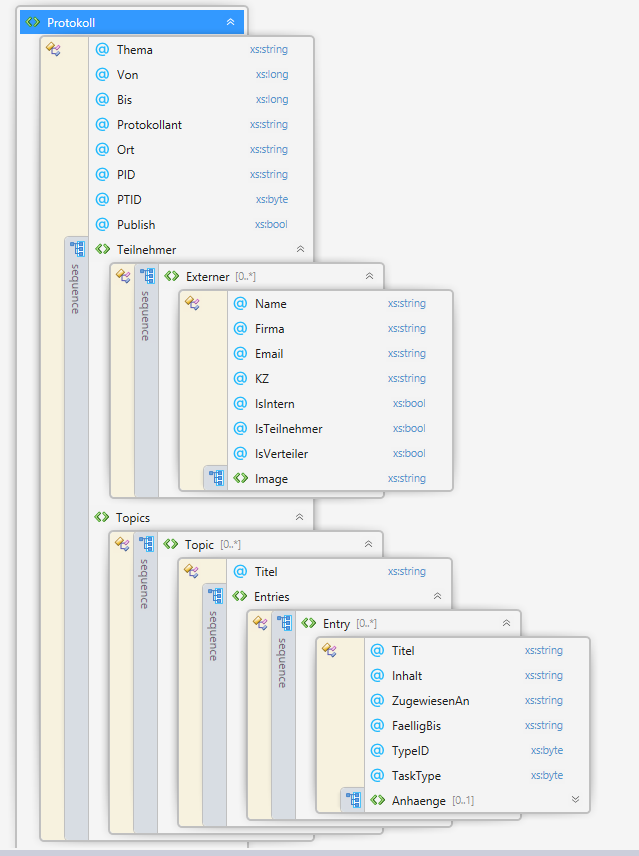 Protokoll
Thema xs:string
Von xs:long
Bis xs:long
Protokollant xs:string
Ort xs:string
PID xs:string
PTID xs:byte
Publish xs:bool
sequence
Teilnehmer
sequence
Externer [0..*]
Name xs:string
Firma xs:string
Email xs:string
KZ xs:string
IsIntern xs:bool
IsTeilnehmer xs:bool
IsVerteiler xs:bool
Image xs:string
Topics
sequence
Topic [0..*]
Titel xs:string
sequence
Entries
sequence
Entry [0..*]
Titel xs:string
Inhalt xs:string
ZugewiesenAn xs:string
FaelligBis xs:string
TypeID xs:byte
TaskType xs:byte
Anhaenge [0..1]